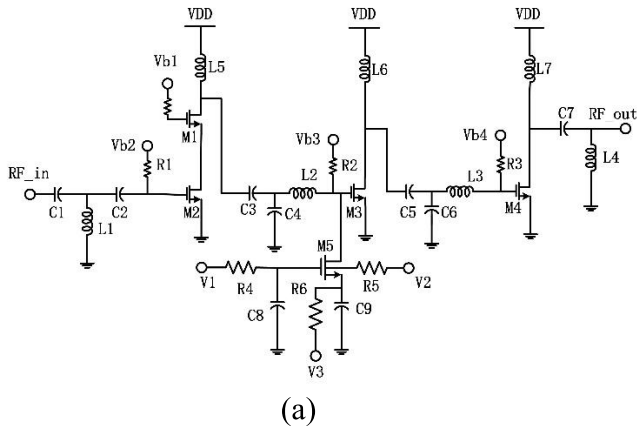 VDD VDD VDD
Vb1 L5 L6 L7
M1 C7 RF_out
Vb2 Vb3 Vb4
RF_in R1 L2 R2 L3 R3 L4
C1 C2 M2 C3 C4 M3 C5 C6 M4
L1
M5
V1 R4 R6 R5 V2
C8 C9
V3
(a)